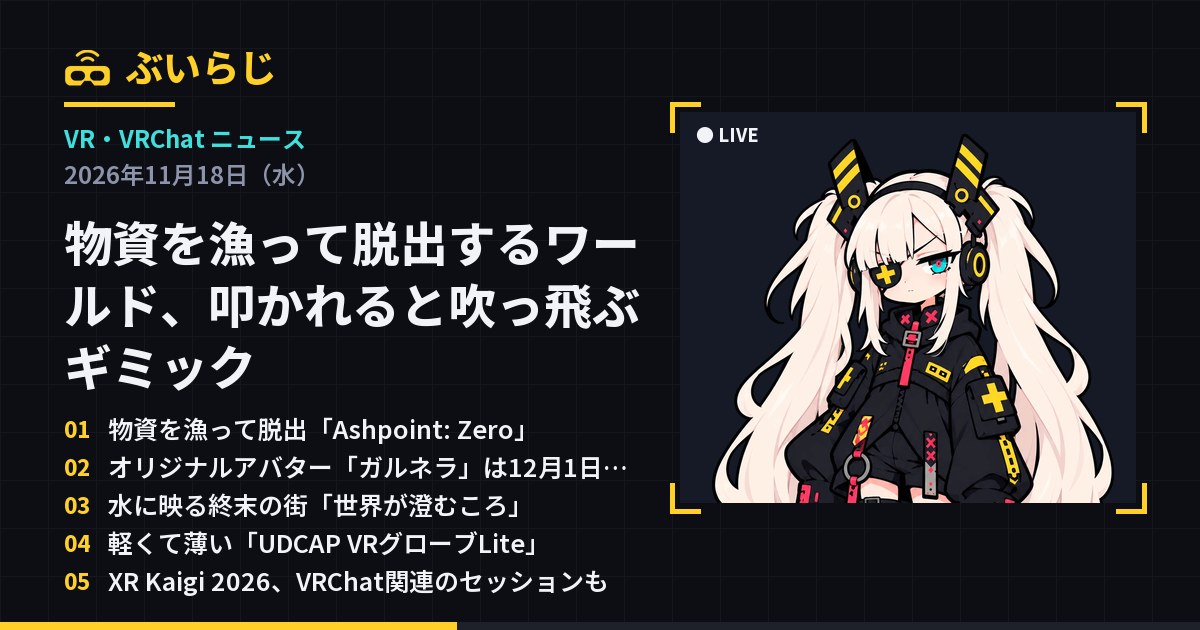 ぶいらじ
VR・VRChat ニュース
2026年11月18日（水）
物資を漁って脱出するワー
ルド、叩かれると吹っ飛ぶ
ギミック
01 物資を漁って脱出「Ashpoint: Zero」
02 オリジナルアバター「ガルネラ」は12月1日…
03 水に映る終末の街「世界が澄むころ」
04 軽くて薄い「UDCAP VRグローブLite」
05 XR Kaigi 2026、VRChat関連のセッションも
LIVE